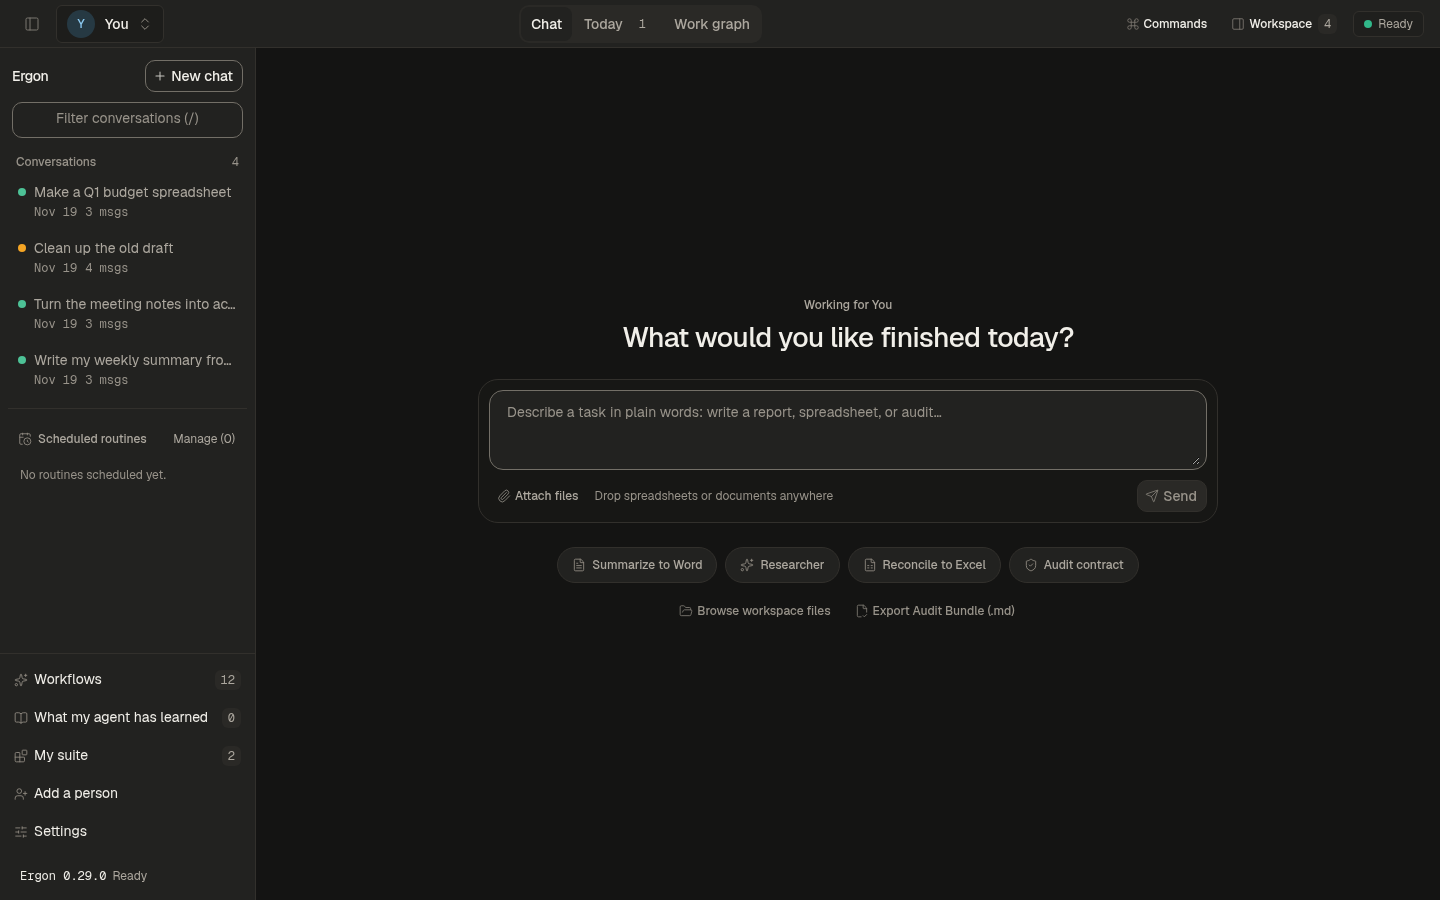 Y You
Chat Today 1 Work graph
Commands Workspace 4 Ready
Ergon
New chat
Filter conversations (/)
Conversations 4
Make a Q1 budget spreadsheet
Nov 19 3 msgs
Clean up the old draft
Nov 19 4 msgs
Turn the meeting notes into ac…
Nov 19 3 msgs
Write my weekly summary fro…
Nov 19 3 msgs
Scheduled routines Manage (0)
No routines scheduled yet.
Workflows 12
What my agent has learned 0
My suite 2
Add a person
Settings
Ergon 0.29.0 Ready
Working for You
What would you like finished today?
Describe a task in plain words: write a report, spreadsheet, or audit…
Attach files Drop spreadsheets or documents anywhere Send
Summarize to Word Researcher Reconcile to Excel Audit contract
Browse workspace files Export Audit Bundle (.md)